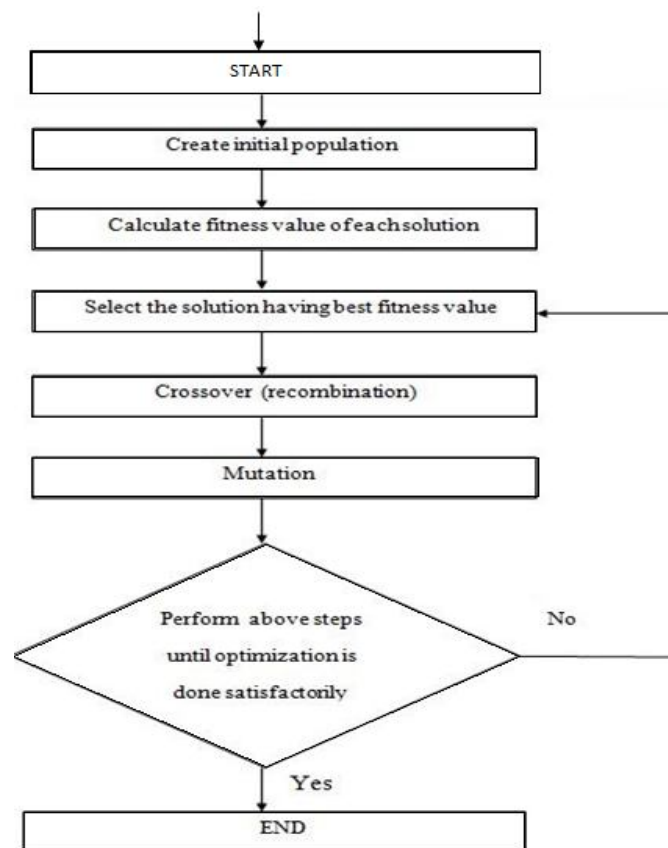 START
Create initial population
Calculate fitness value of each solution
Select the solution having best fitness value
Crossover (recombination)
Mutation
Perform above steps
until optimization is
done satisfactorily
No
Yes
END